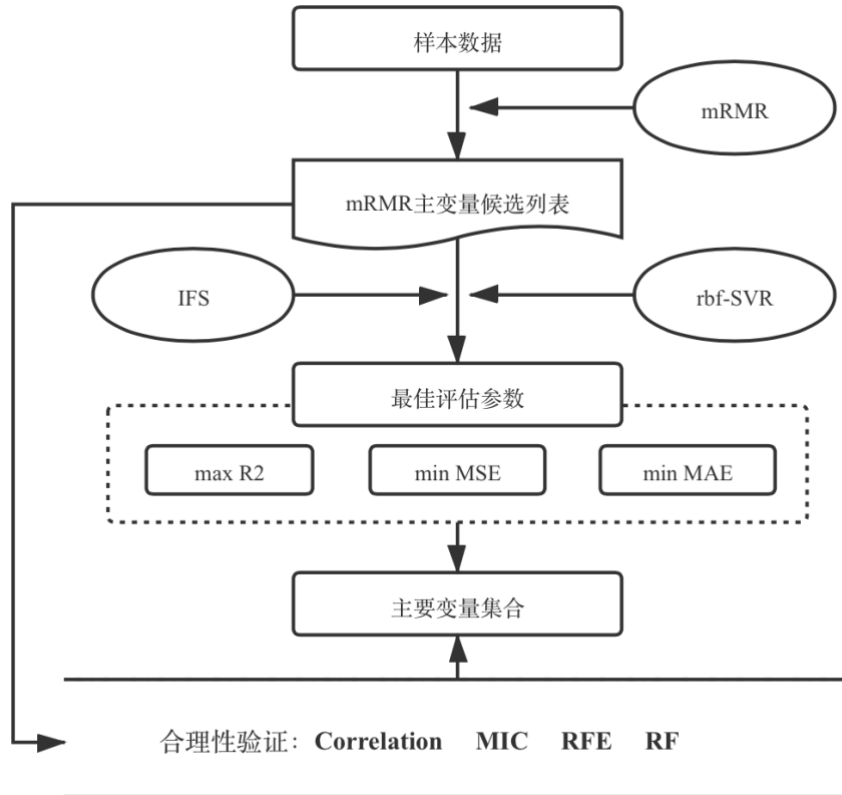 样本数据
mRMR
mRMR主变量候选列表
IFS
rbf-SVR
最佳评估参数
max R2
min MSE
min MAE
主要变量集合
合理性验证：Correlation MIC RFE RF